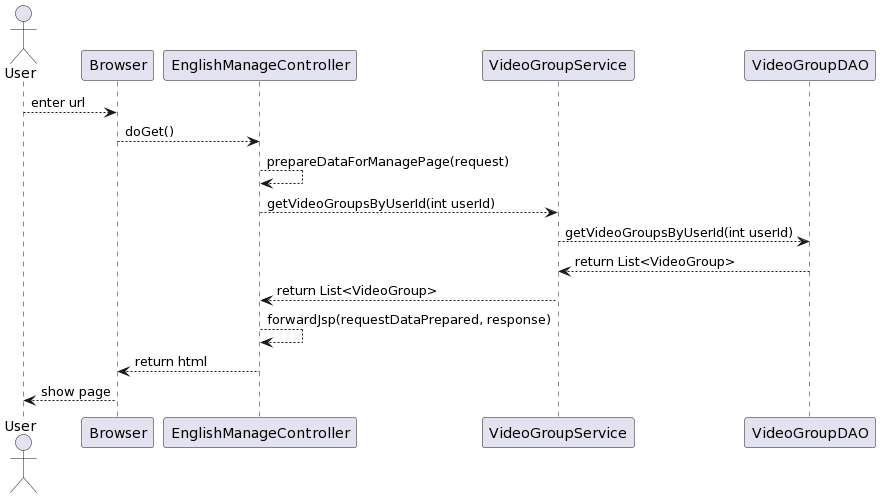 User
Browser
EnglishManageController
VideoGroupService
VideoGroupDAO
enter url
doGet()
prepareDataForManagePage(request)
getVideoGroupsByUserId(int userId)
getVideoGroupsByUserId(int userId)
return List<VideoGroup>
return List<VideoGroup>
forwardJsp(requestDataPrepared, response)
return html
show page
User
Browser
EnglishManageController
VideoGroupService
VideoGroupDAO